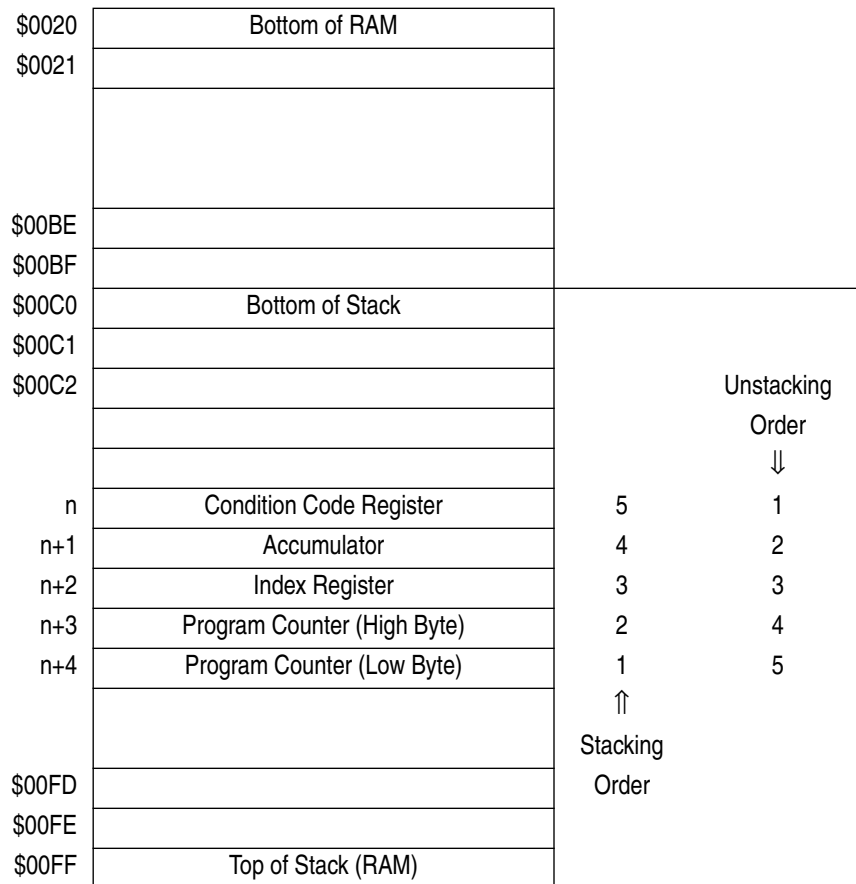 $0020 Bottom of RAM
$0021
$00BE
$00BF
$00C0 Bottom of Stack
$00C1
$00C2 Unstacking
Order
⇓
n Condition Code Register 5 1
n+1 Accumulator 4 2
n+2 Index Register 3 3
n+3 Program Counter (High Byte) 2 4
n+4 Program Counter (Low Byte) 1 5
⇑
Stacking
$00FD Order
$00FE
$00FF Top of Stack (RAM)